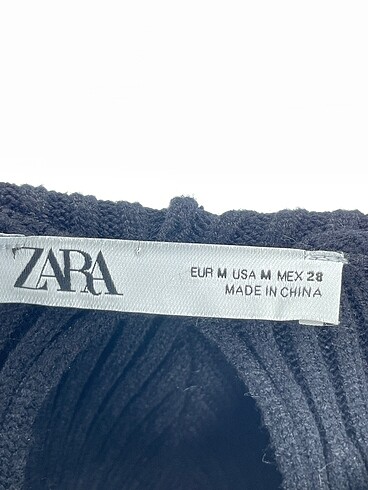 ZARA
EUR M USA M MEX 28
MADE IN CHINA